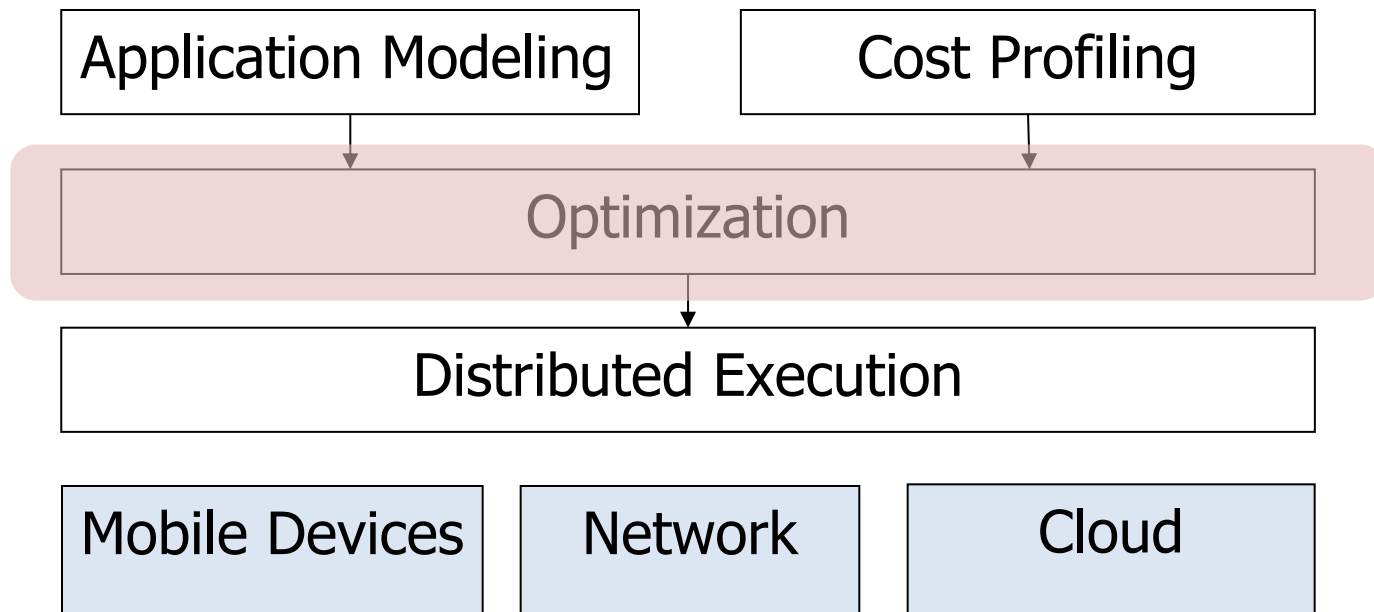 Application Modeling
Cost Profiling
Optimization
Distributed Execution
Mobile Devices
Network
Cloud